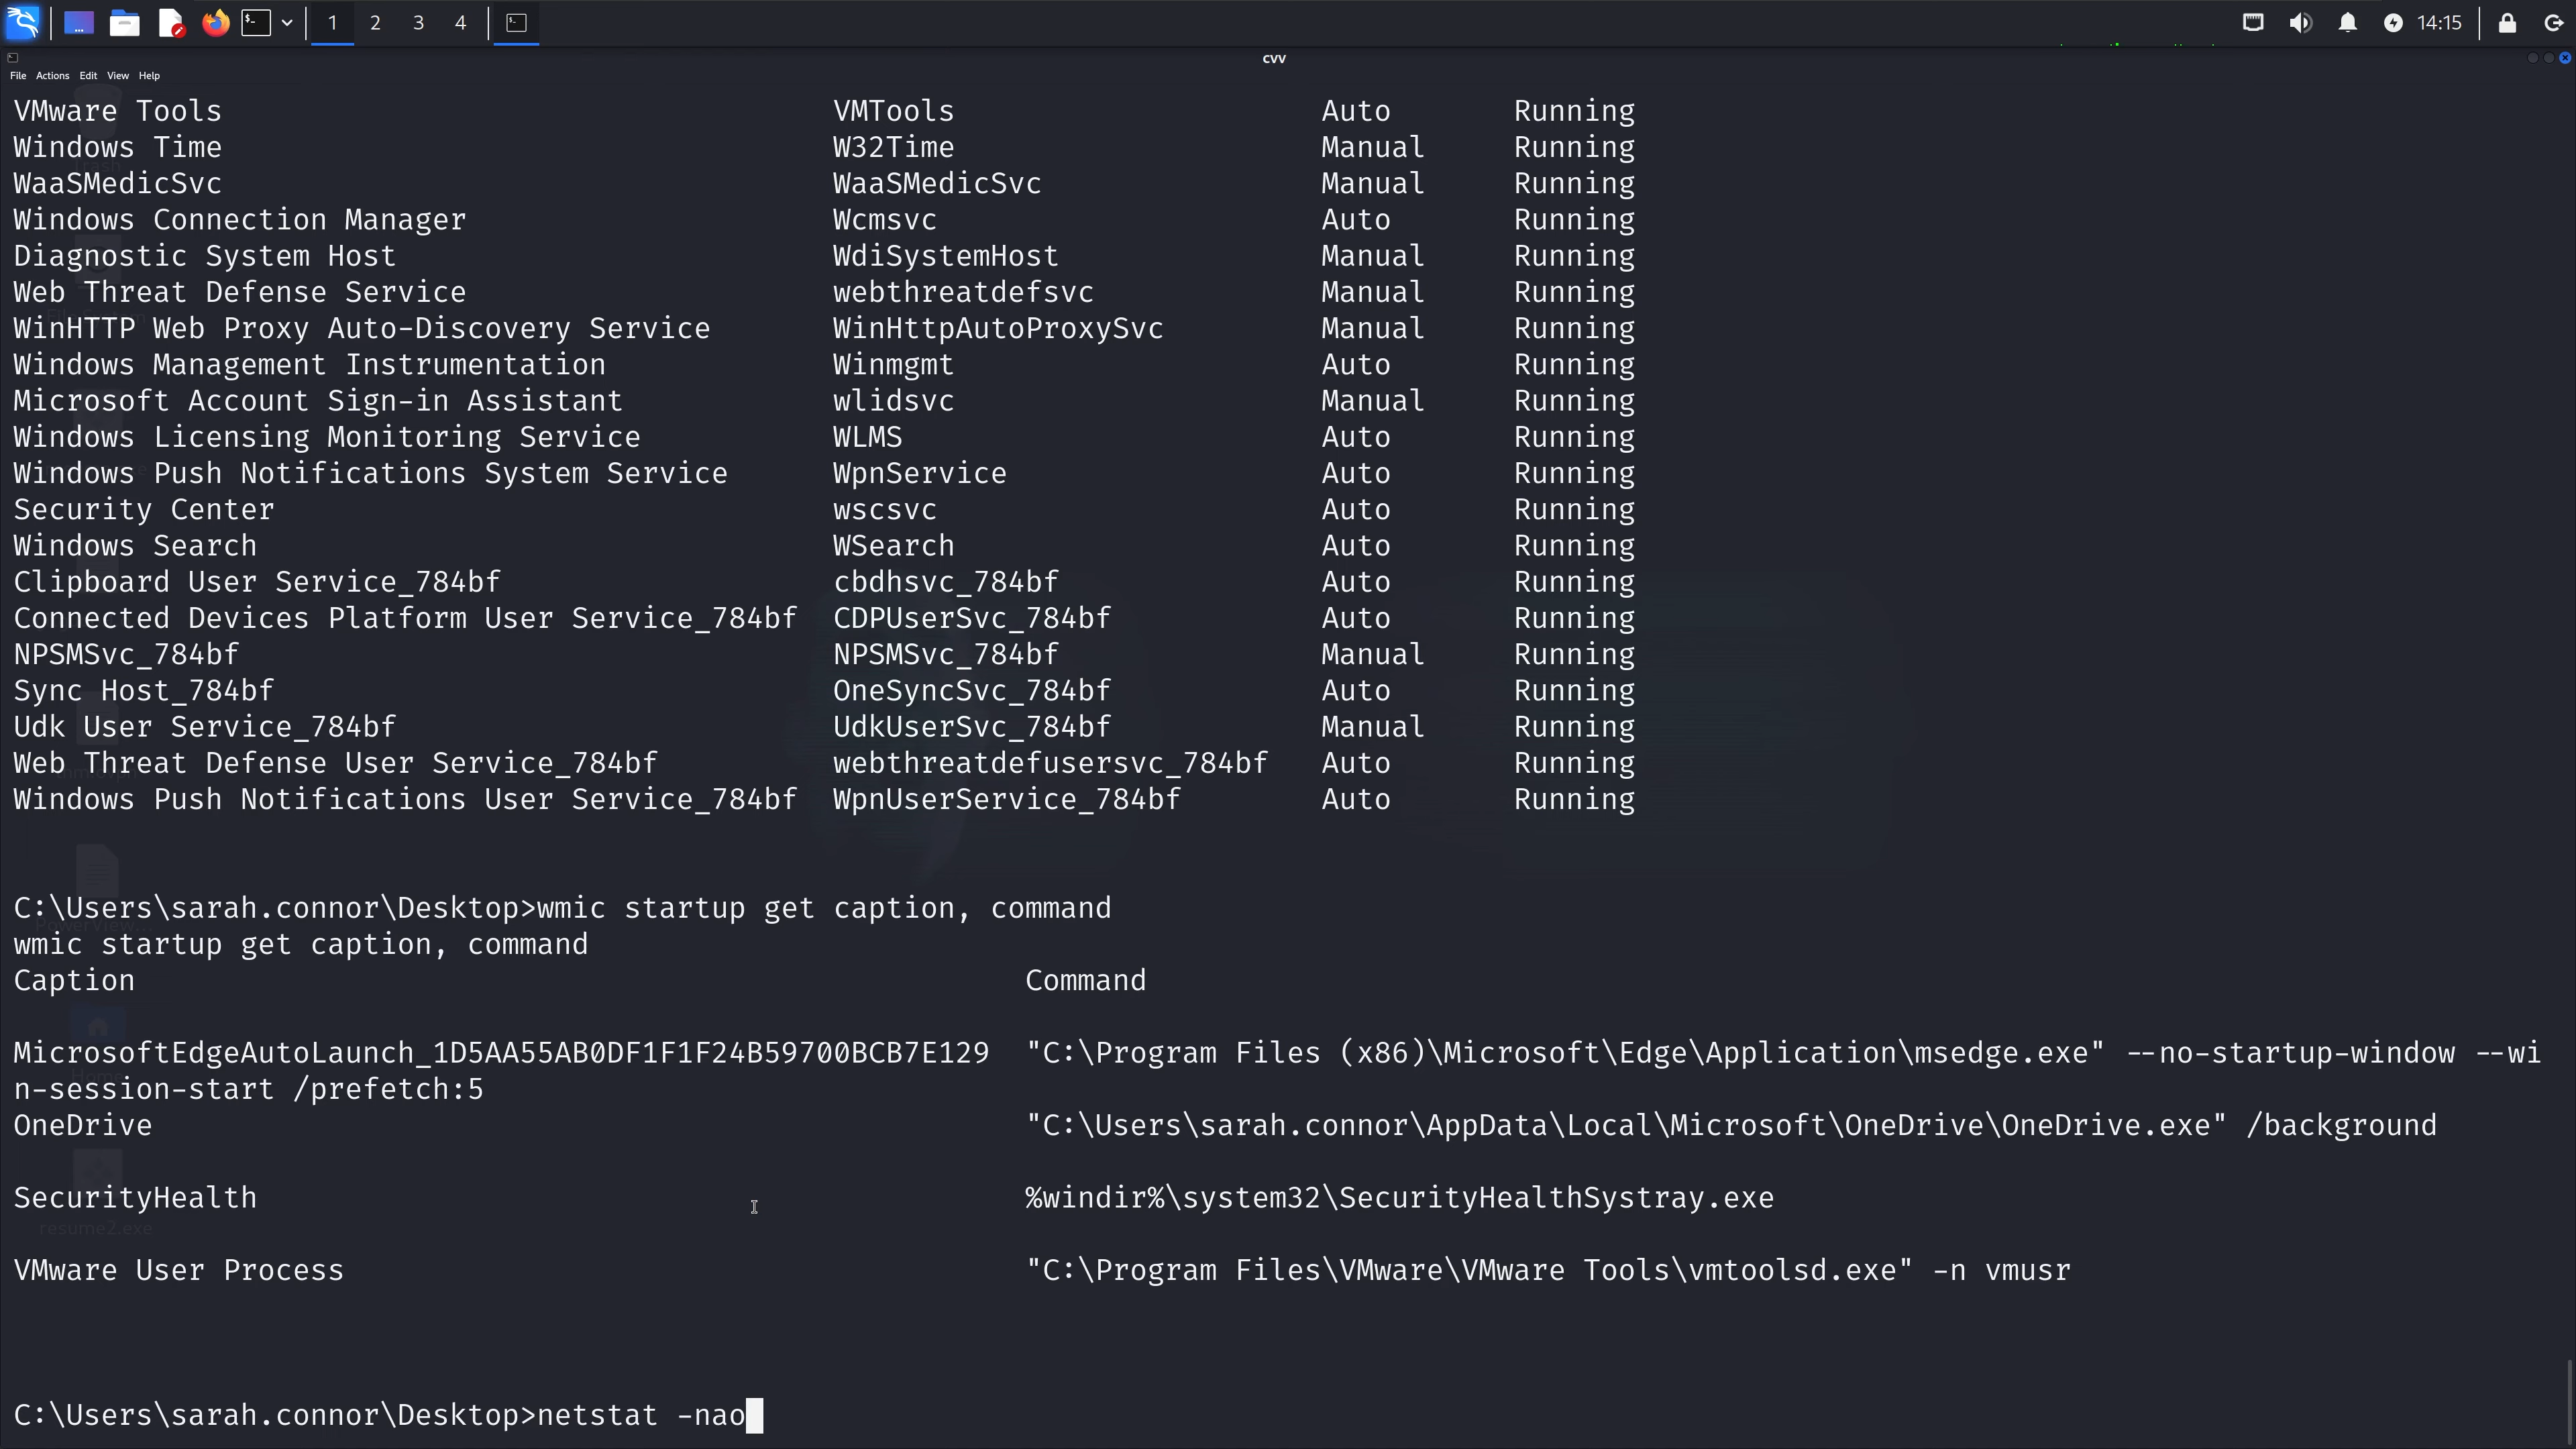 1 2 3 4 14:15
cvv
File Actions Edit View Help
VMware Tools VMTools Auto Running
Windows Time W32Time Manual Running
WaaSMedicSvc WaaSMedicSvc Manual Running
Windows Connection Manager Wcmsvc Auto Running
Diagnostic System Host WdiSystemHost Manual Running
Web Threat Defense Service webthreatdefsvc Manual Running
WinHTTP Web Proxy Auto-Discovery Service WinHttpAutoProxySvc Manual Running
Windows Management Instrumentation Winmgmt Auto Running
Microsoft Account Sign-in Assistant wlidsvc Manual Running
Windows Licensing Monitoring Service WLMS Auto Running
Windows Push Notifications System Service WpnService Auto Running
Security Center wscsvc Auto Running
Windows Search WSearch Auto Running
Clipboard User Service_784bf cbdhsvc_784bf Auto Running
Connected Devices Platform User Service_784bf CDPUserSvc_784bf Auto Running
NPSMSvc_784bf NPSMSvc_784bf Manual Running
Sync Host_784bf OneSyncSvc_784bf Auto Running
Udk User Service_784bf UdkUserSvc_784bf Manual Running
Web Threat Defense User Service_784bf webthreatdefusersvc_784bf Auto Running
Windows Push Notifications User Service_784bf WpnUserService_784bf Auto Running
C:\Users\sarah.connor\Desktop>wmic startup get caption, command
PowerView...
wmic startup get caption, command
Caption Command
MicrosoftEdgeAutoLaunch_1D5AA55AB0DF1F1F24B59700BCB7E129 "C:\Program Files (x86)\Microsoft\Edge\Application\msedge.exe" --no-startup-window --wi
Home
n-session-start /prefetch:5
OneDrive "C:\Users\sarah.connor\AppData\Local\Microsoft\OneDrive\OneDrive.exe" /background
SecurityHealth %windir%\system32\SecurityHealthSystray.exe
resume2.exe
VMware User Process "C:\Program Files\VMware\VMware Tools\vmtoolsd.exe" -n vmusr
C:\Users\sarah.connor\Desktop>netstat -nao